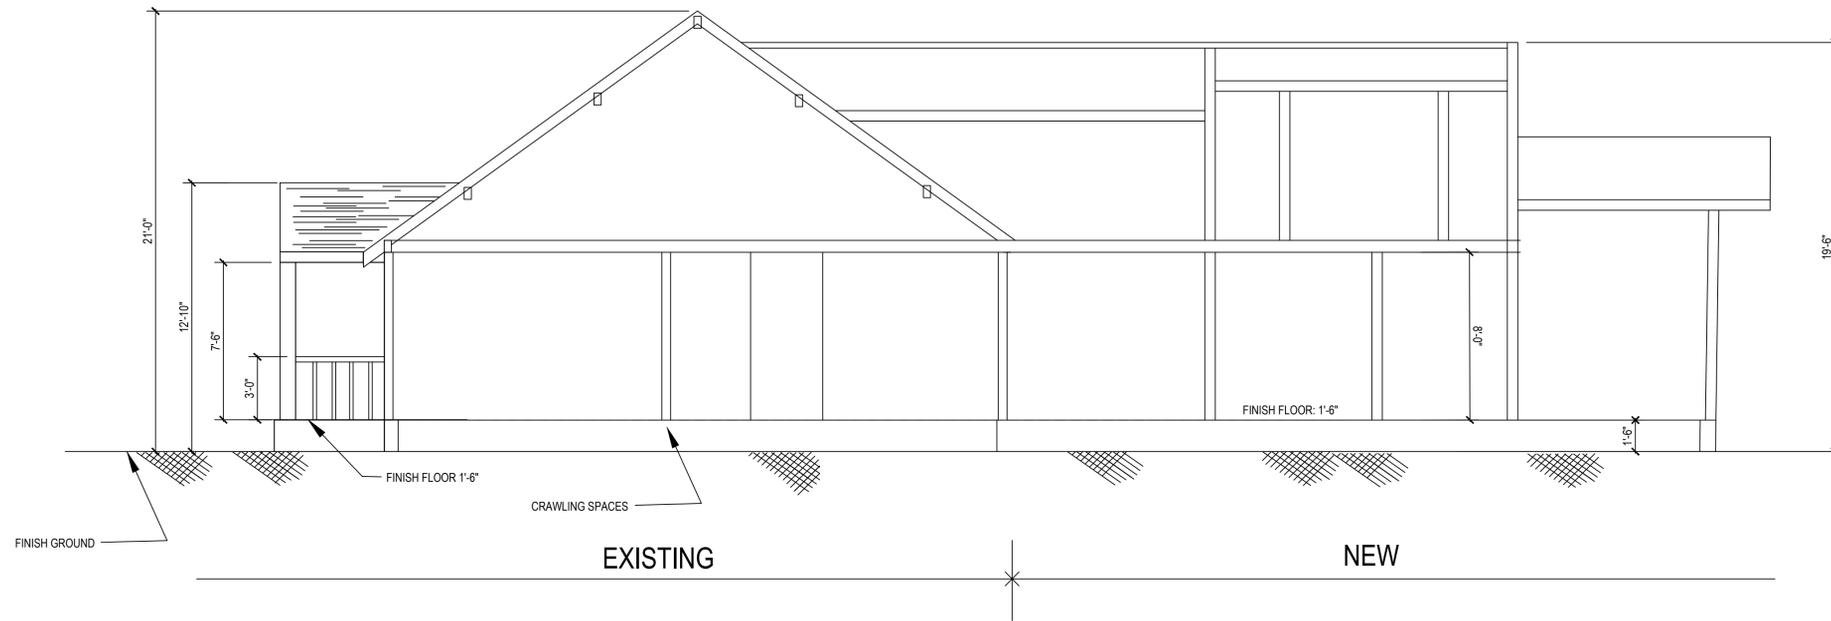 21'-0"
12'-10"
7'-6"
3'-0"
8'-0"
19'-6"
FINISH FLOOR: 1'-6"
1'-6"
FINISH FLOOR 1'-6"
CRAWLING SPACES
FINISH GROUND
EXISTING
NEW